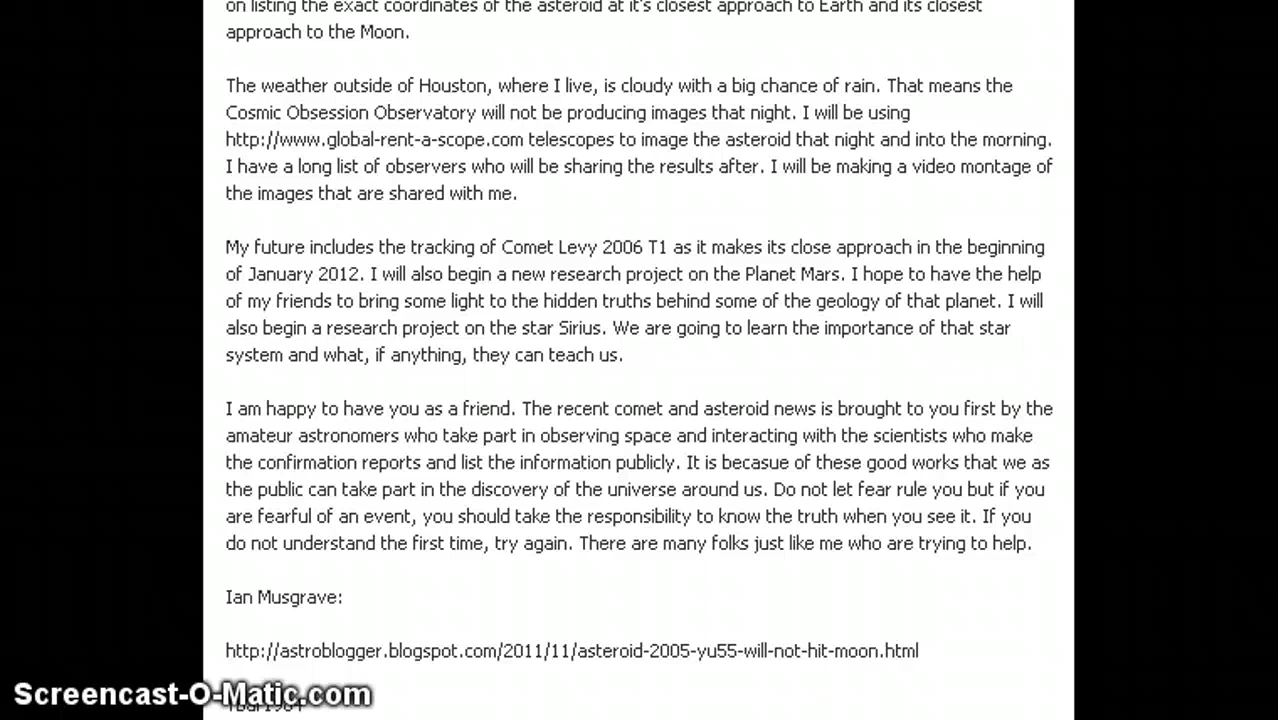 on listing the exact coordinates of the asteroid at it's closest approach to Earth and its closest
approach to the Moon.
The weather outside of Houston, where I live, is cloudy with a big chance of rain. That means the
Cosmic Obsession Observatory will not be producing images that night. I will be using
http://www.global-rent-a-scope.com telescopes to image the asteroid that night and into the morning.
I have a long list of observers who will be sharing the results after. I will be making a video montage of
the images that are shared with me.
My future includes the tracking of Comet Levy 2006 T1 as it makes its close approach in the beginning
of January 2012. I will also begin a new research project on the Planet Mars. I hope to have the help
of my friends to bring some light to the hidden truths behind some of the geology of that planet. I will
also begin a research project on the star Sirius. We are going to learn the importance of that star
system and what, if anything, they can teach us.
I am happy to have you as a friend. The recent comet and asteroid news is brought to you first by the
amateur astronomers who take part in observing space and interacting with the scientists who make
the confirmation reports and list the information publicly. It is becasue of these good works that we as
the public can take part in the discovery of the universe around us. Do not let fear rule you but if you
are fearful of an event, you should take the responsibility to know the truth when you see it. If you
do not understand the first time, try again. There are many folks just like me who are trying to help.
Ian Musgrave:
http://astroblogger.blogspot.com/2011/11/asteroid-2005-yu55-will-not-hit-moon.html
Screencast-O-Matic.com